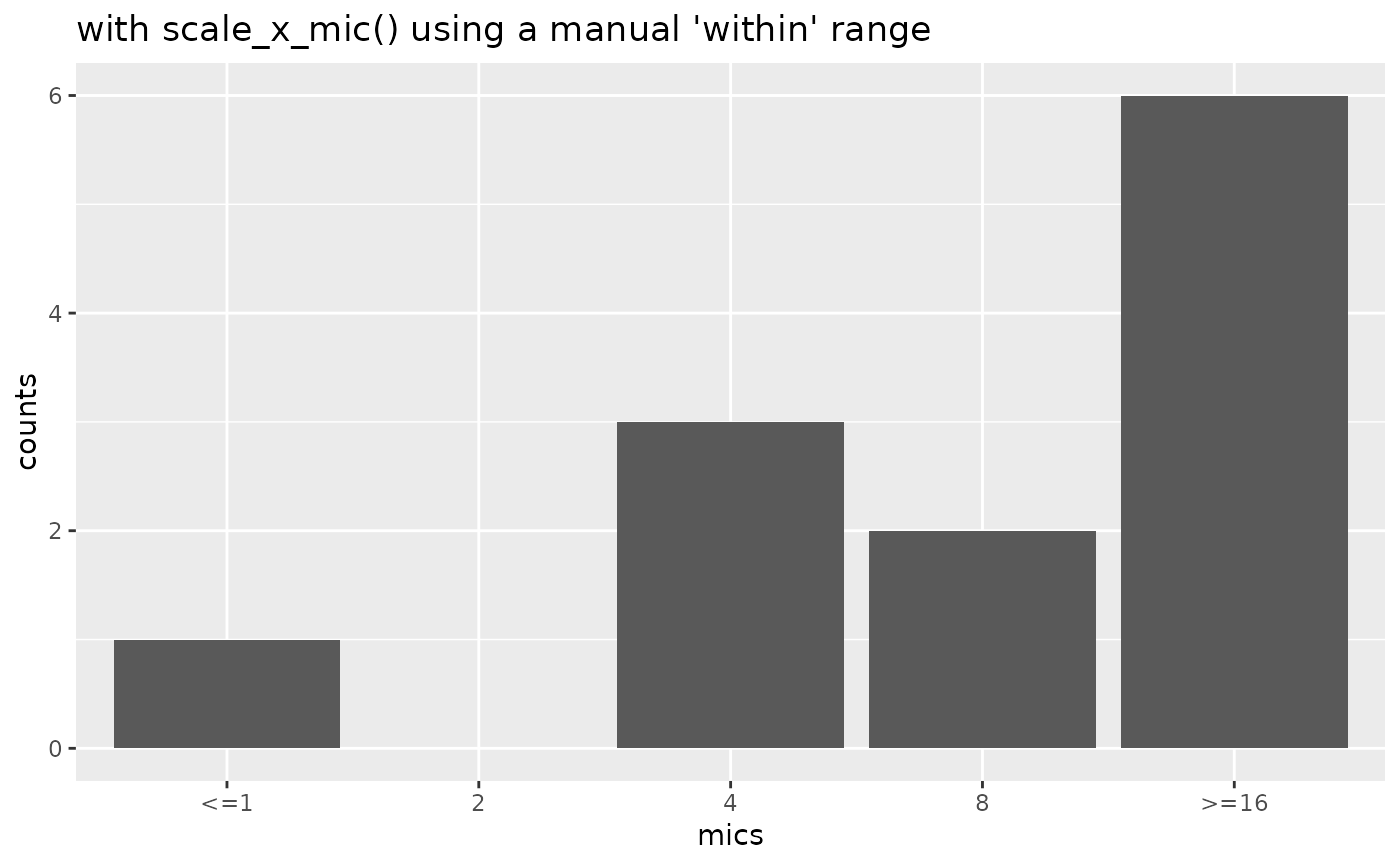 with scale_x_mic() using a manual 'within' range
6
4
2
0
counts
<=1 2 4 8 >=16
mics